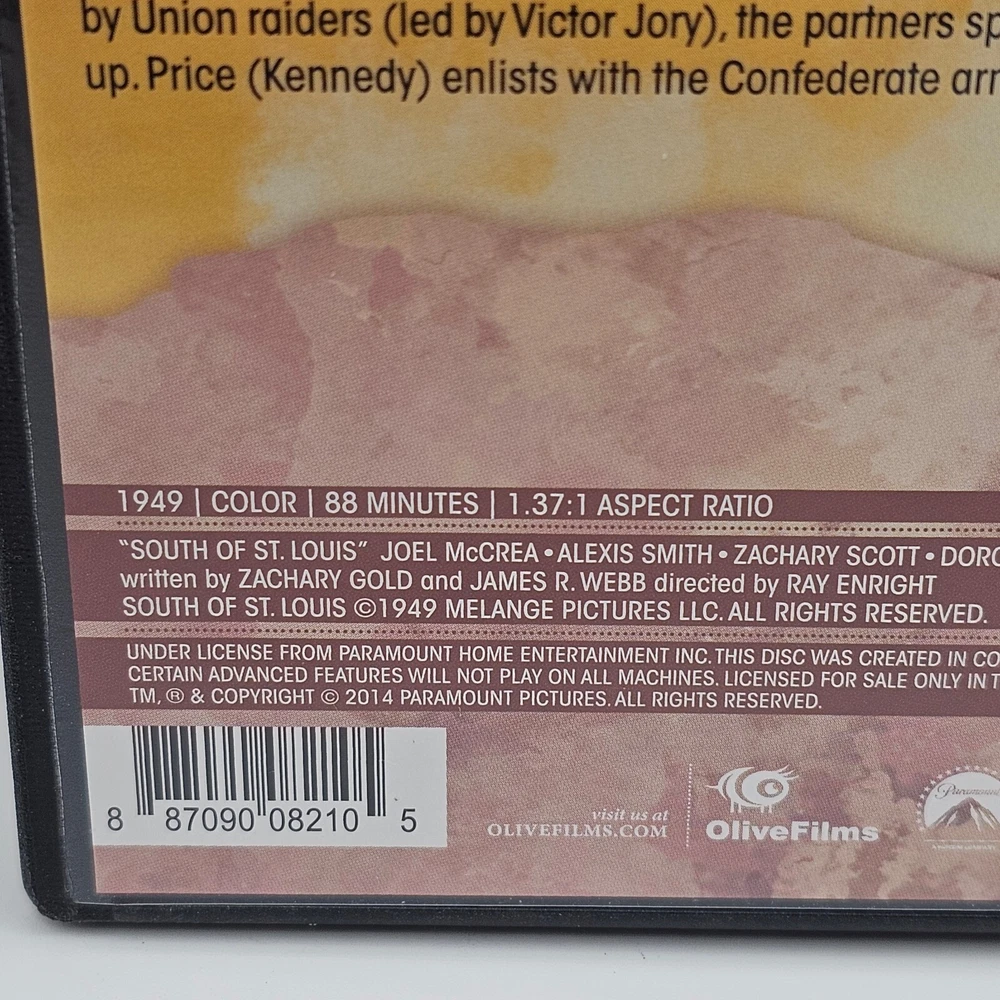 by Union raiders (led by Victor Jory), the partners sp
up. Price (Kennedy) enlists with the Confederate arr
1949 | COLOR | 88 MINUTES | 1.37:1 ASPECT RATIO
“SOUTH OF ST. LOUIS” JOEL McCREA • ALEXIS SMITH • ZACHARY SCOTT • DORO
written by ZACHARY GOLD and JAMES R. WEBB directed by RAY ENRIGHT
SOUTH OF ST. LOUIS ©1949 MELANGE PICTURES LLC. ALL RIGHTS RESERVED.
UNDER LICENSE FROM PARAMOUNT HOME ENTERTAINMENT INC. THIS DISC WAS CREATED IN CO
CERTAIN ADVANCED FEATURES WILL NOT PLAY ON ALL MACHINES. LICENSED FOR SALE ONLY IN T
TM, ® & COPYRIGHT © 2014 PARAMOUNT PICTURES. ALL RIGHTS RESERVED.
8 87090 08210 5
visit us at
OLIVEFILMS.COM
OliveFilms
Paramount